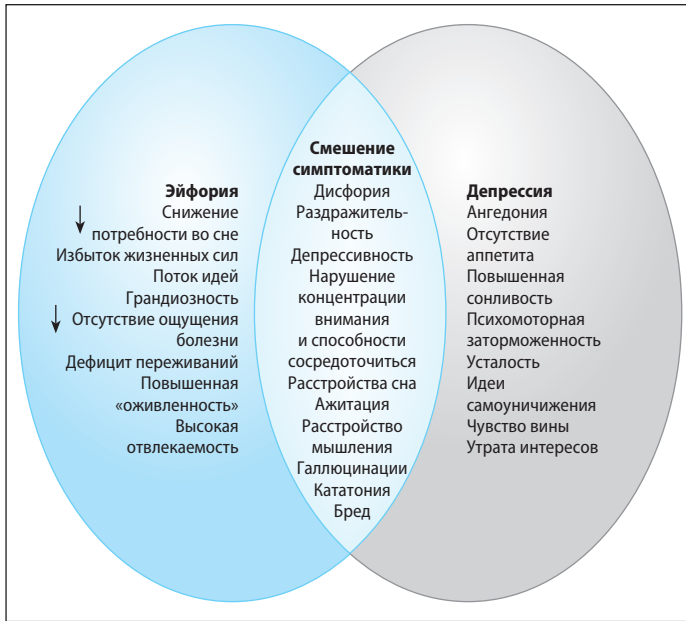 Эйфория
Снижение
потребности во сне
Избыток жизненных сил
Поток идей
Грандиозность
Отсутствие ощущения
болезни
Дефицит переживаний
Повышенная
«оживленность»
Высокая
отвлекаемость
Смешение
симптоматики
Дисфория
Раздражитель-
ность
Депрессивность
Нарушение
концентрации
внимания
и способности
сосредоточиться
Расстройства сна
Ажитация
Расстройство
мышления
Галлюцинации
Кататония
Бред
Депрессия
Ангедония
Отсутствие
аппетита
Повышенная
сонливость
Психомоторная
заторможенность
Усталость
Идеи
самоуничижения
Чувство вины
Утрата интересов